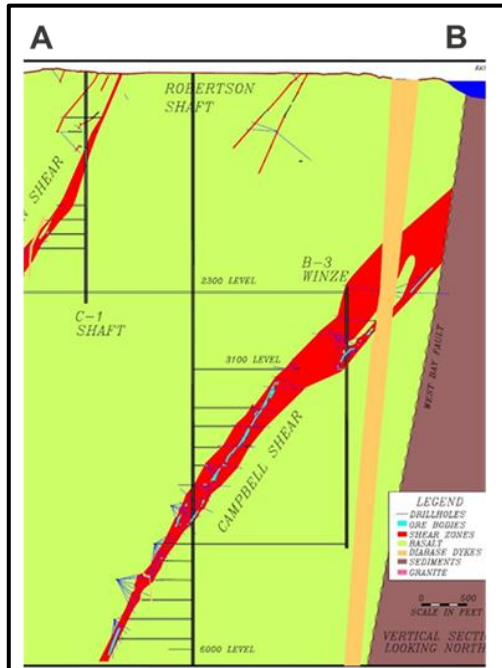 A
B
ROBERTSON
SHAFT
N SHEAR
B-3
WINZE
2300 LEVEL
C-1
SHAFT
3100 LEVEL
WEST BAY FAULT
CAMPBELL SHEAR
LEGEND
DRILLHOLES
ORE BODIES
SHEAR ZONES
BASALT
DIABASE DYKES
SEDIMENTS
GRANITE
0 500
SCALE IN FEET
VERTICAL SECTI
LOOKING NORTH
6000 LEVEL